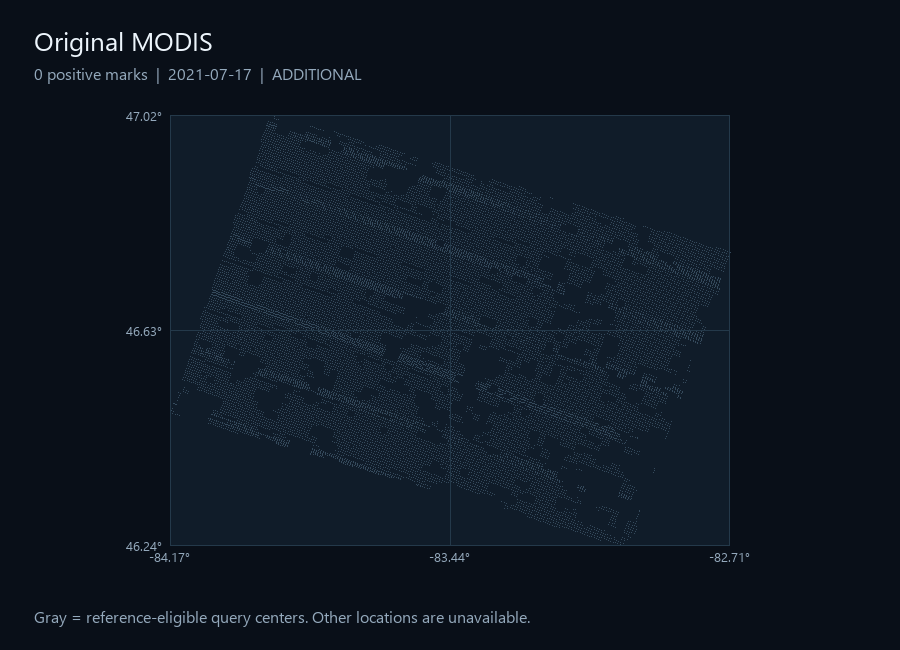 Original MODIS
0 positive marks | 2021-07-17 | ADDITIONAL
47.02°
46.63°
46.24°
-84.17° -83.44° -82.71°
Gray = reference-eligible query centers. Other locations are unavailable.